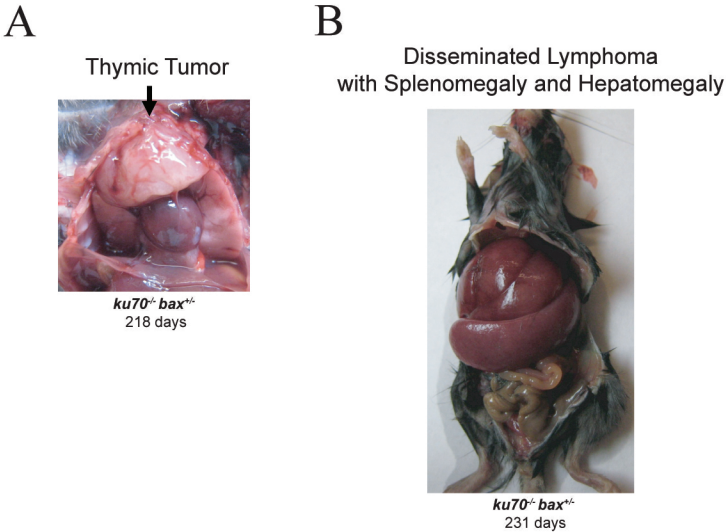 A
Thymic Tumor
ku70-/- bax+/-
218 days
B
Disseminated Lymphoma
with Splenomegaly and Hepatomegaly
ku70-/- bax+/-
231 days